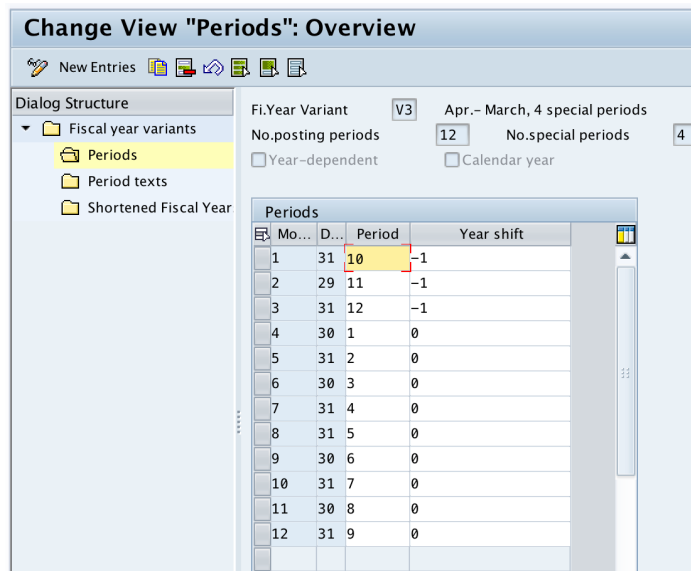 Change View "Periods": Overview
New Entries
Dialog Structure
Fiscal year variants
Periods
Period texts
Shortened Fiscal Year
Fi.Year Variant V3 Apr.– March, 4 special periods
No.posting periods 12 No.special periods 4
Year-dependent Calendar year
Periods
Mo... D... Period Year shift
1 31 10 -1
2 29 11 -1
3 31 12 -1
4 30 1 0
5 31 2 0
6 30 3 0
7 31 4 0
8 31 5 0
9 30 6 0
10 31 7 0
11 30 8 0
12 31 9 0